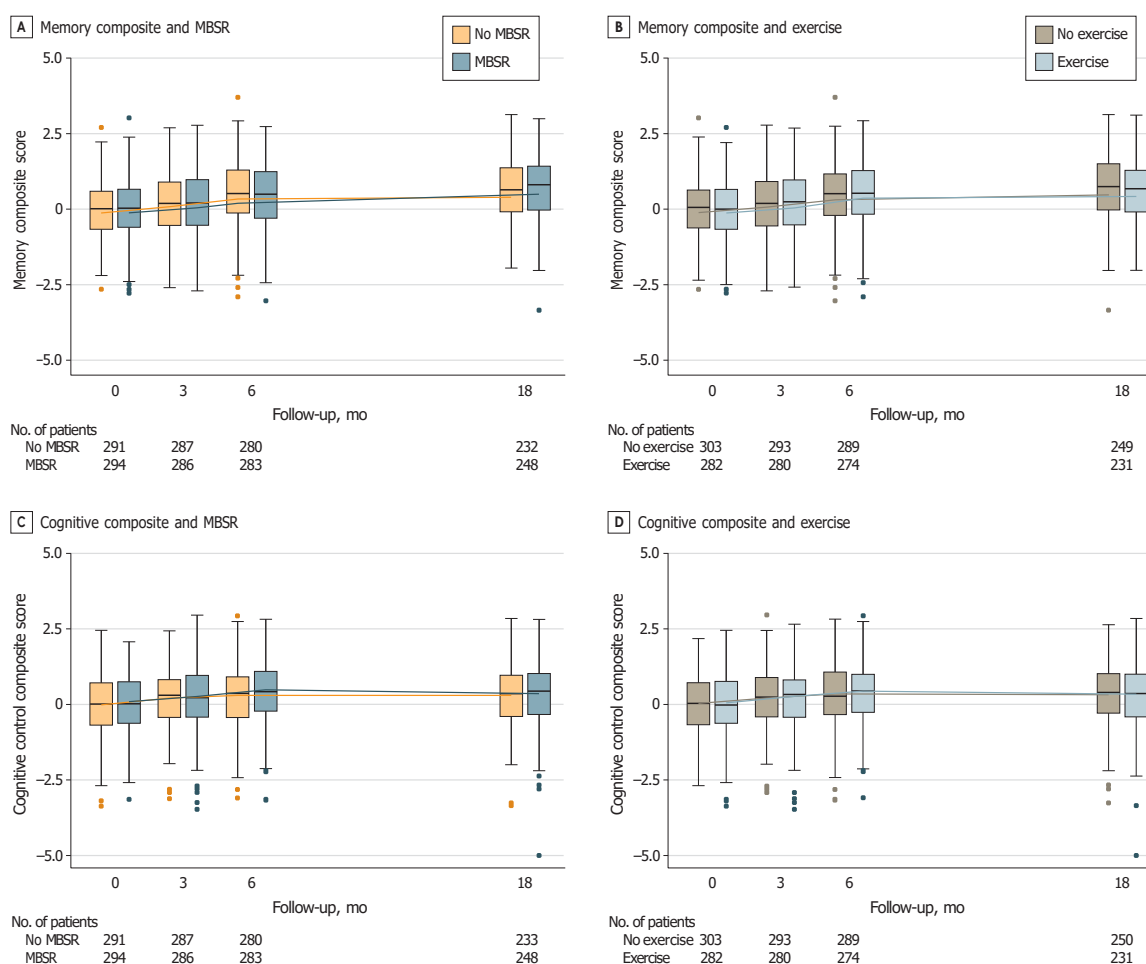 A Memory composite and MBSR
No MBSR
MBSR
Memory composite score
5.0
2.5
0
−2.5
−5.0
0 3 6 18
Follow-up, mo
No. of patients
No MBSR 291 287 280 232
MBSR 294 286 283 248
B Memory composite and exercise
No exercise
Exercise
Memory composite score
5.0
2.5
0
−2.5
−5.0
0 3 6 18
Follow-up, mo
No. of patients
No exercise 303 293 289 249
Exercise 282 280 274 231
C Cognitive composite and MBSR
Cognitive control composite score
5.0
2.5
0
−2.5
−5.0
0 3 6 18
Follow-up, mo
No. of patients
No MBSR 291 287 280 233
MBSR 294 286 283 248
D Cognitive composite and exercise
Cognitive control composite score
5.0
2.5
0
−2.5
−5.0
0 3 6 18
Follow-up, mo
No. of patients
No exercise 303 293 289 250
Exercise 282 280 274 231